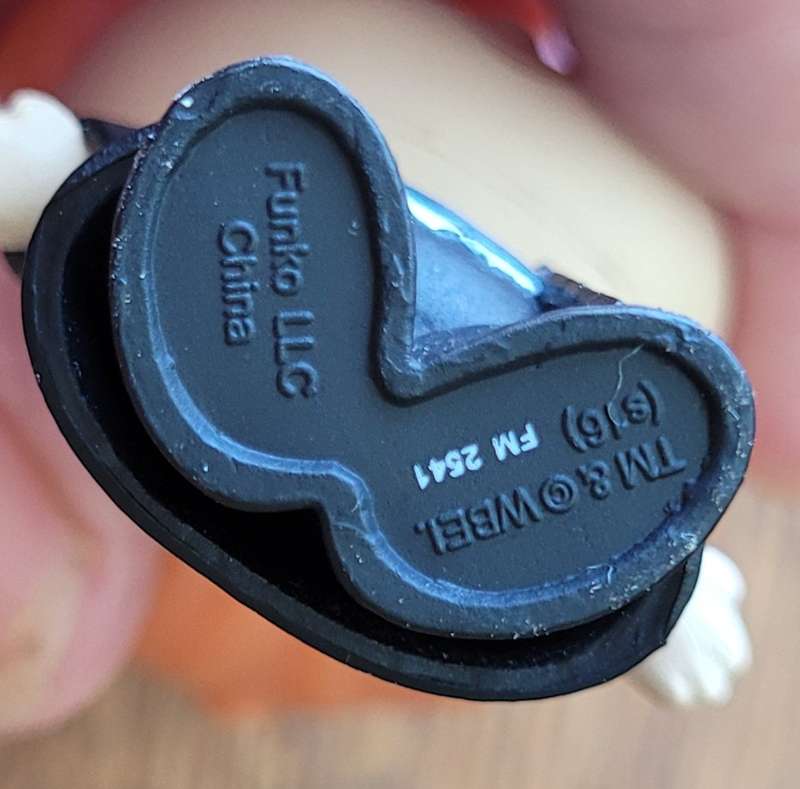 Funko LLC
China
TM & © WBEI.
(s16)
FM 2541